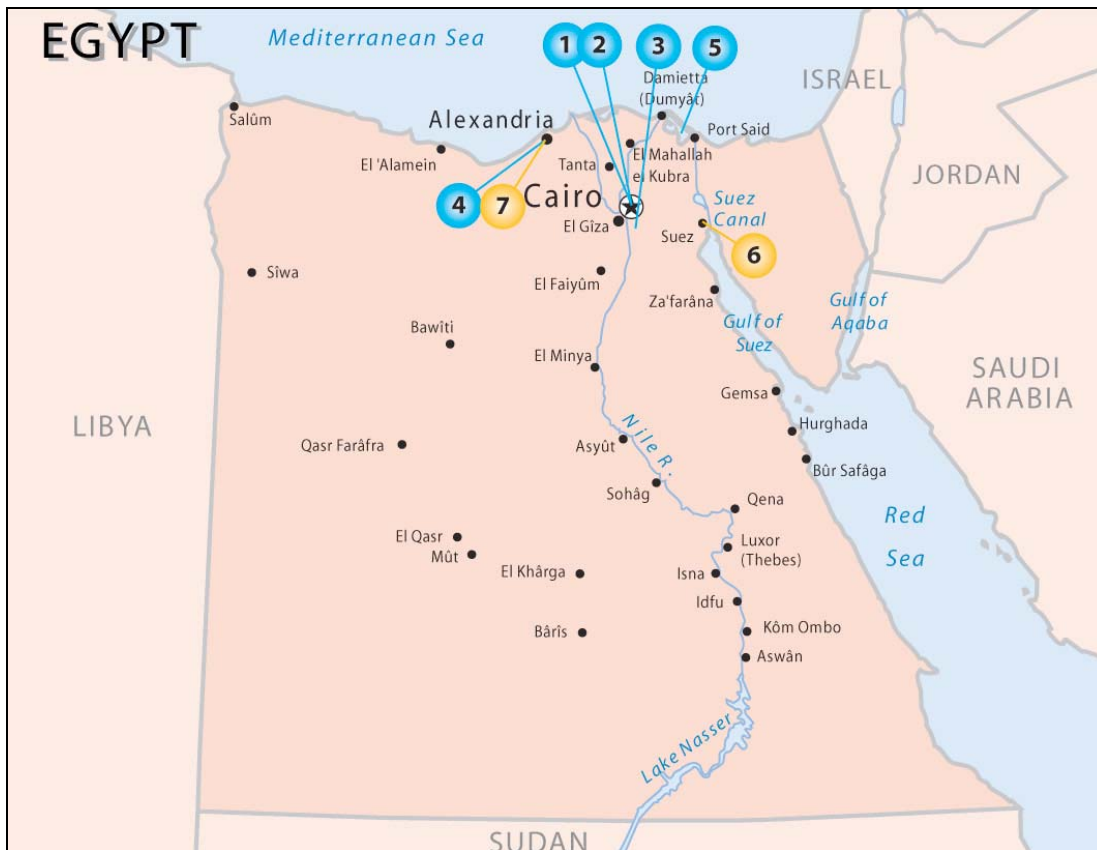 EGYPT
Mediterranean Sea
1
2
3
5
Damietta
(Dumyât)
ISRAEL
Salûm
Alexandria
Port Said
El 'Alamein
Tanta
El Mahallah
el Kubra
JORDAN
4
7
Cairo
Suez
Canal
El Gîza
Suez
6
Sîwa
El Faiyûm
Za'farâna
Gulf of
Aqaba
Bawîti
Gulf of
Suez
El Minya
SAUDI
ARABIA
Gemsa
LIBYA
Hurghada
Qasr Farâfra
Asyût
Nile R.
Bûr Safâga
Sohâg
Qena
Red
Sea
El Qasr
Mût
Luxor
(Thebes)
El Khârga
Isna
Idfu
Bârîs
Kôm Ombo
Aswân
Lake Nasser
SUDAN